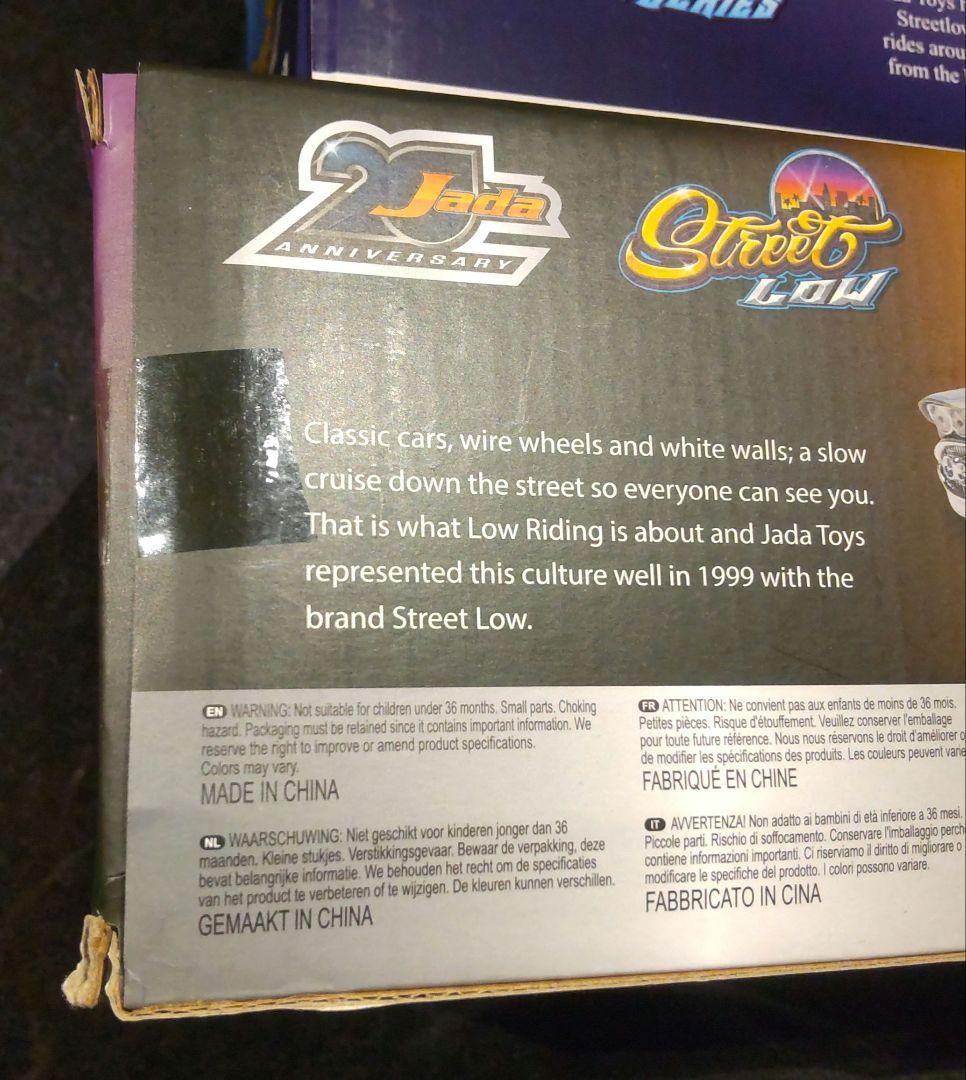 SERIES
Streetlow
rides arou
from the
20 Jada
ANNIVERSARY
Street
LOW
Classic cars, wire wheels and white walls; a slow
cruise down the street so everyone can see you.
That is what Low Riding is about and Jada Toys
represented this culture well in 1999 with the
brand Street Low.
EN WARNING: Not suitable for children under 36 months. Small parts. Choking
hazard. Packaging must be retained since it contains important information. We
reserve the right to improve or amend product specifications.
Colors may vary.
MADE IN CHINA
FR ATTENTION: Ne convient pas aux enfants de moins de 36 mois.
Petites pièces. Risque d'étouffement. Veuillez conserver l'emballage
pour toute future référence. Nous nous réservons le droit d'améliorer o
de modifier les spécifications des produits. Les couleurs peuvent varie
FABRIQUÉ EN CHINE
NL WAARSCHUWING: Niet geschikt voor kinderen jonger dan 36
maanden. Kleine stukjes. Verstikkingsgevaar. Bewaar de verpakking, deze
bevat belangrijke informatie. We behouden het recht om de specificaties
van het product te verbeteren of te wijzigen. De kleuren kunnen verschillen.
GEMAAKT IN CHINA
IT AVVERTENZA! Non adatto ai bambini di età inferiore a 36 mesi.
Piccole parti. Rischio di soffocamento. Conservare l'imballaggio perch
contiene informazioni importanti. Ci riserviamo il diritto di migliorare o
modificare le specifiche del prodotto. I colori possono variare.
FABBRICATO IN CINA